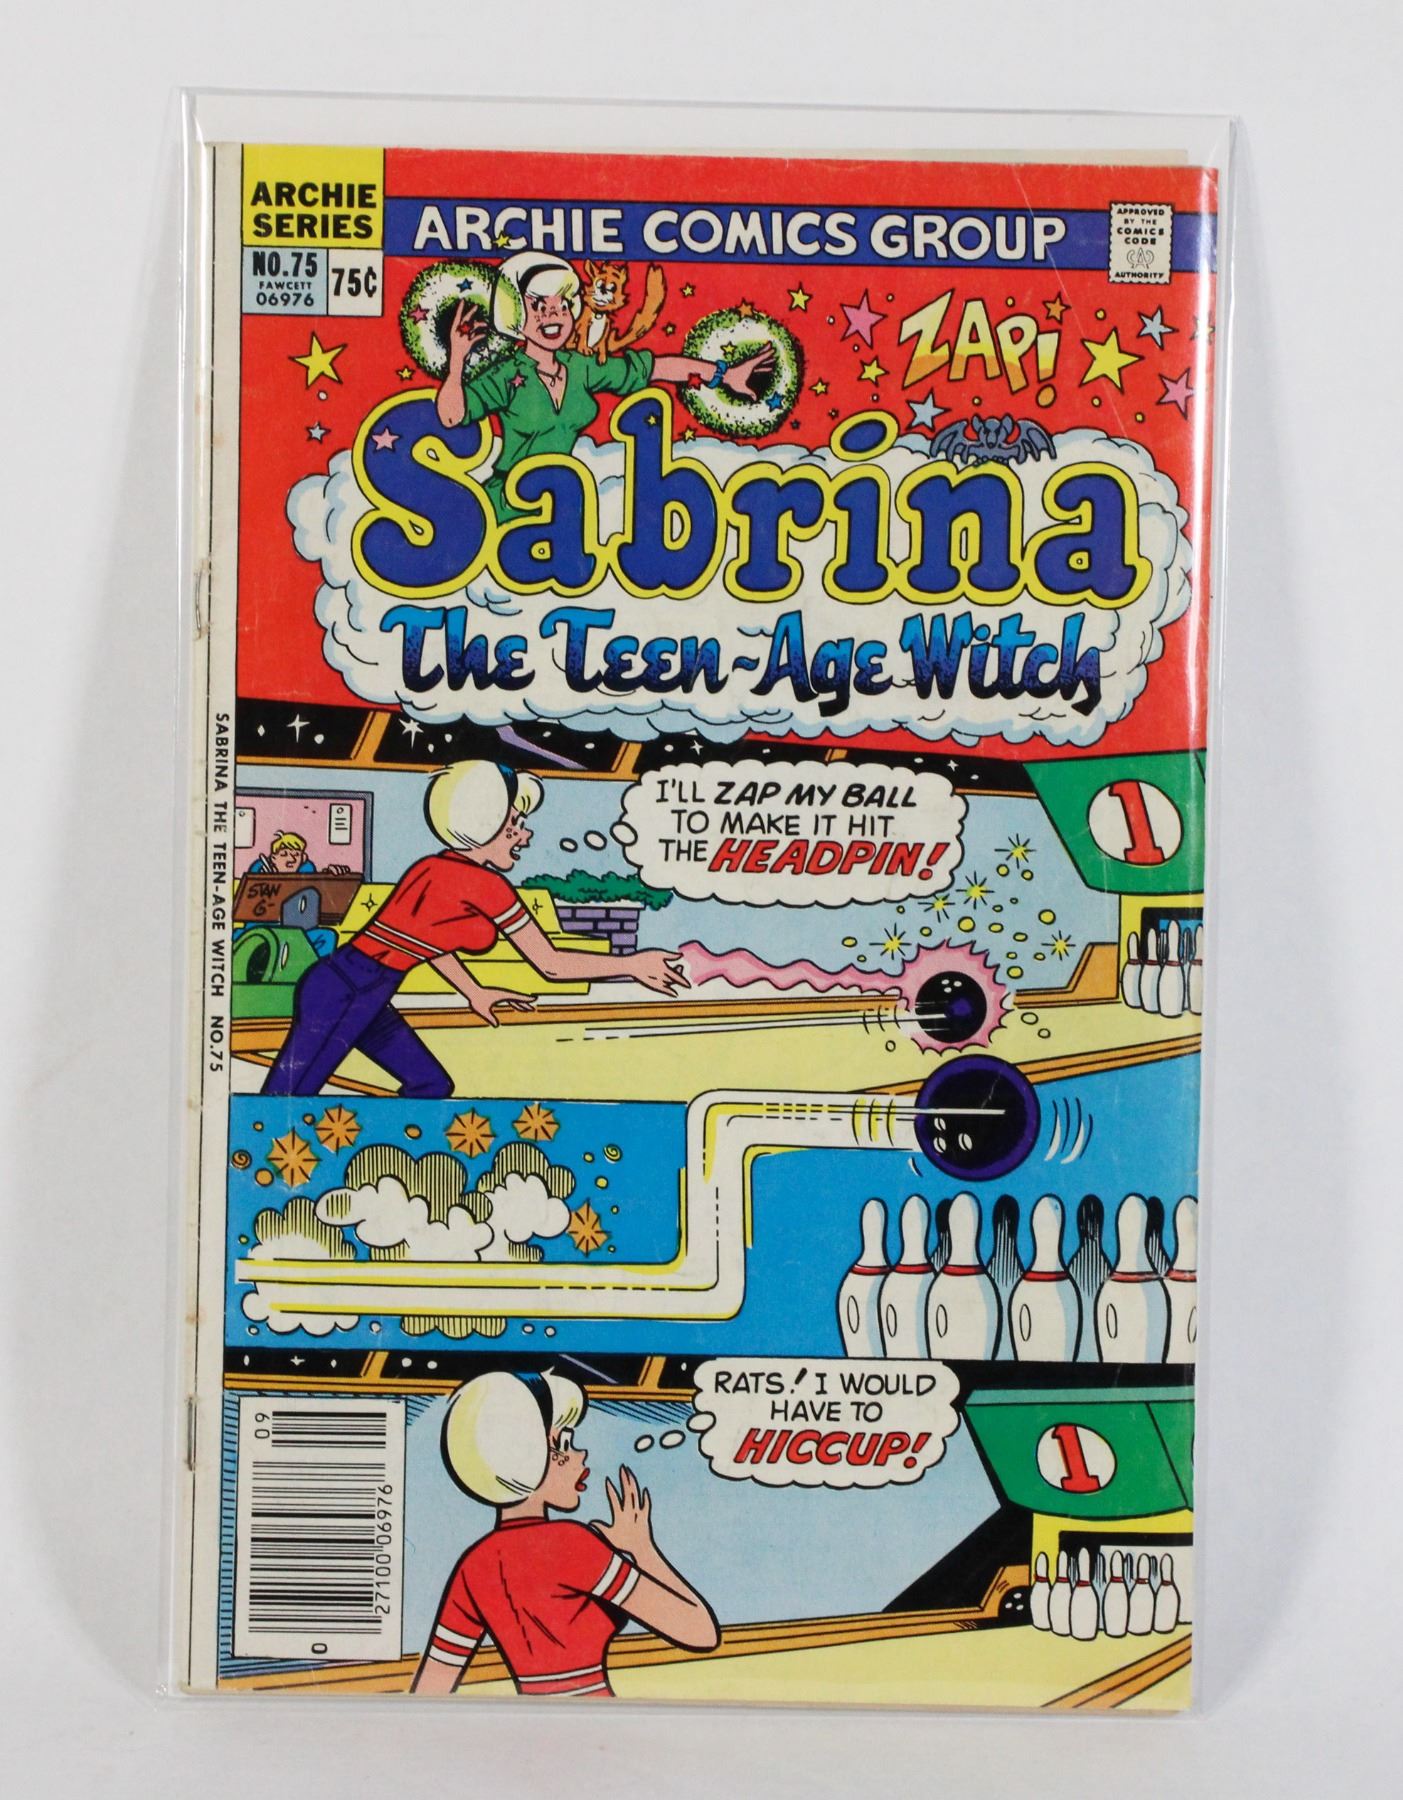 ARCHIE
SERIES
NO.75
FAWCETT
06976
75¢
ARCHIE COMICS GROUP
APPROVED
BY THE
COMICS
CODE
CA
AUTHORITY
ZAP!
Sabrina
The Teen-Age Witch
SABRINA THE TEEN-AGE WITCH NO.75
I'LL ZAP MY BALL
TO MAKE IT HIT
THE HEADPIN!
1
STAN
G-
RATS! I WOULD
HAVE TO
HICCUP!
1
09
27100 06976
0